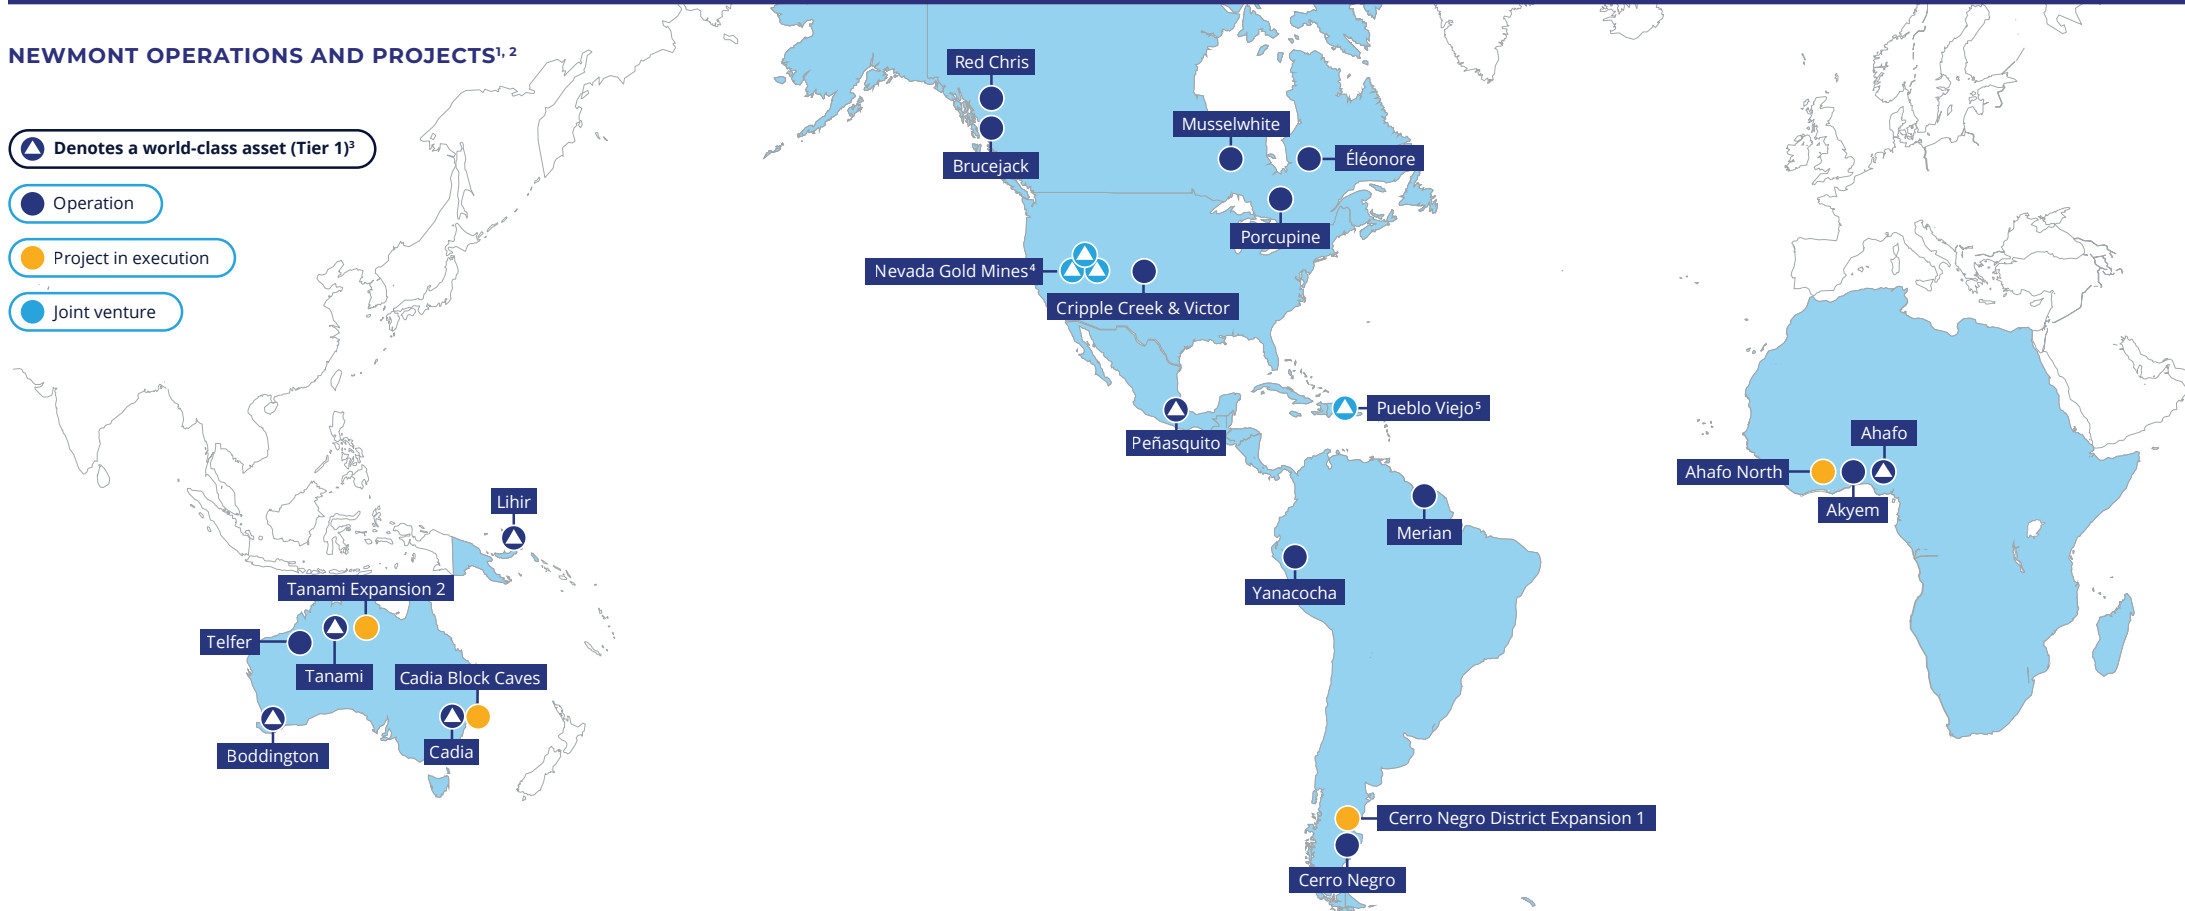 NEWMONT OPERATIONS AND PROJECTS¹, ²
Denotes a world-class asset (Tier 1)³
Operation
Project in execution
Joint venture
Red Chris
Brucejack
Musselwhite
Éléonore
Porcupine
Nevada Gold Mines⁴
Cripple Creek & Victor
Peñasquito
Pueblo Viejo⁵
Ahafo
Ahafo North
Akyem
Lihir
Merian
Yanacocha
Tanami Expansion 2
Telfer
Tanami
Cadia Block Caves
Boddington
Cadia
Cerro Negro District Expansion 1
Cerro Negro